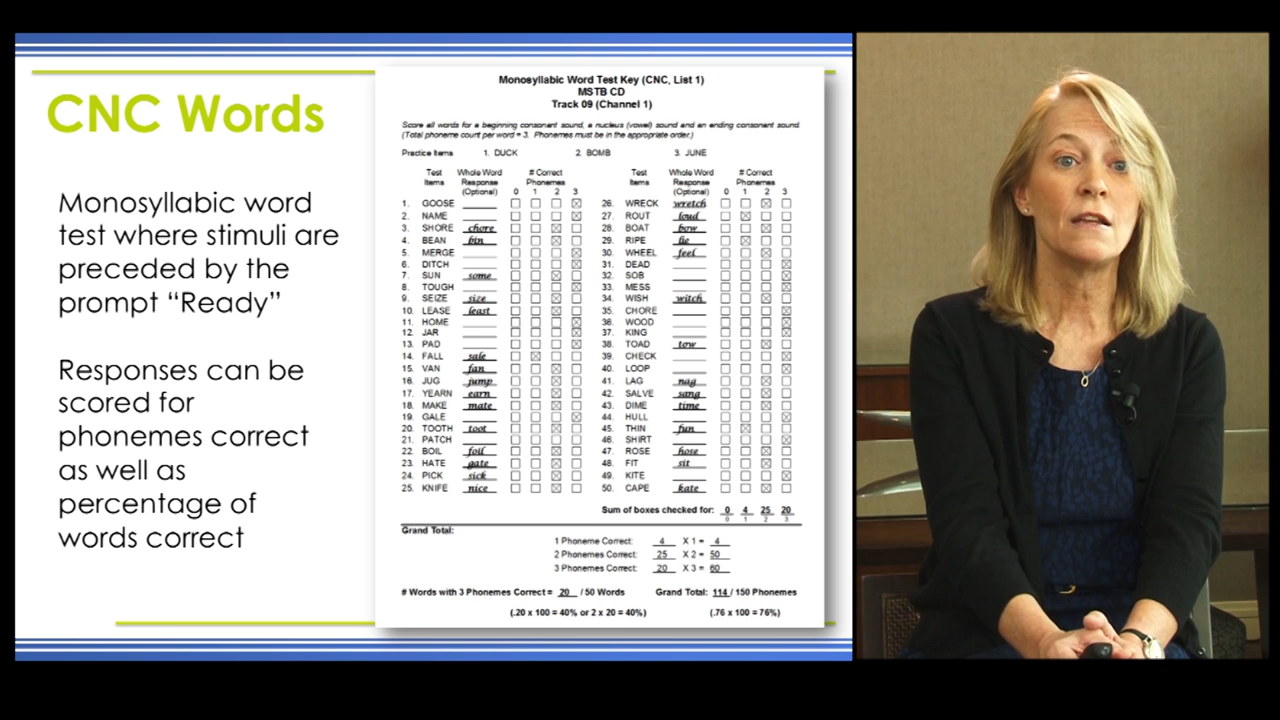 CNC Words
Monosyllabic word
test where stimuli are
preceded by the
prompt “Ready”
Responses can be
scored for
phonemes correct
as well as
percentage of
words correct
Monosyllabic Word Test Key (CNC, List 1)
MSTB CD
Track 09 (Channel 1)
Score all words for a beginning consonant sound, a nucleus (vowel) sound and an ending consonant sound.
(Total phoneme count per word = 3. Phonemes must be in the appropriate order.)
Practice Items 1. DUCK 2. BOMB 3. JUNE
Test Whole Word # Correct
Items Response Phonemes
(Optional) 0 1 2 3
1. GOOSE
2. NAME
3. SHORE chore
4. BEAN bin
5. MERGE
6. DITCH
7. SUN some
8. TOUGH
9. SEIZE size
10. LEASE least
11. HOME
12. JAR
13. PAD
14. FALL sale
15. VAN fan
16. JUG jump
17. YEARN earn
18. MAKE mate
19. GALE
20. TOOTH toot
21. PATCH
22. BOIL foil
23. HATE gate
24. PICK sick
25. KNIFE nice
Test Whole Word # Correct
Items Response Phonemes
(Optional) 0 1 2 3
26. WRECK wretch
27. ROUT loud
28. BOAT bow
29. RIPE lie
30. WHEEL feel
31. DEAD
32. SOB
33. MESS
34. WISH witch
35. CHORE
36. WOOD
37. KING
38. TOAD tow
39. CHECK
40. LOOP
41. LAG nag
42. SALVE sang
43. DIME time
44. HULL
45. THIN fun
46. SHIRT
47. ROSE hose
48. FIT sit
49. KITE
50. CAPE kate
Sum of boxes checked for: 0 4 25 20
0 1 2 3
Grand Total:
1 Phoneme Correct: 4 X 1 = 4
2 Phonemes Correct: 25 X 2 = 50
3 Phonemes Correct: 20 X 3 = 60
# Words with 3 Phonemes Correct = 20 / 50 Words Grand Total: 114 / 150 Phonemes
(.20 x 100 = 40% or 2 x 20 = 40%) (.76 x 100 = 76%)